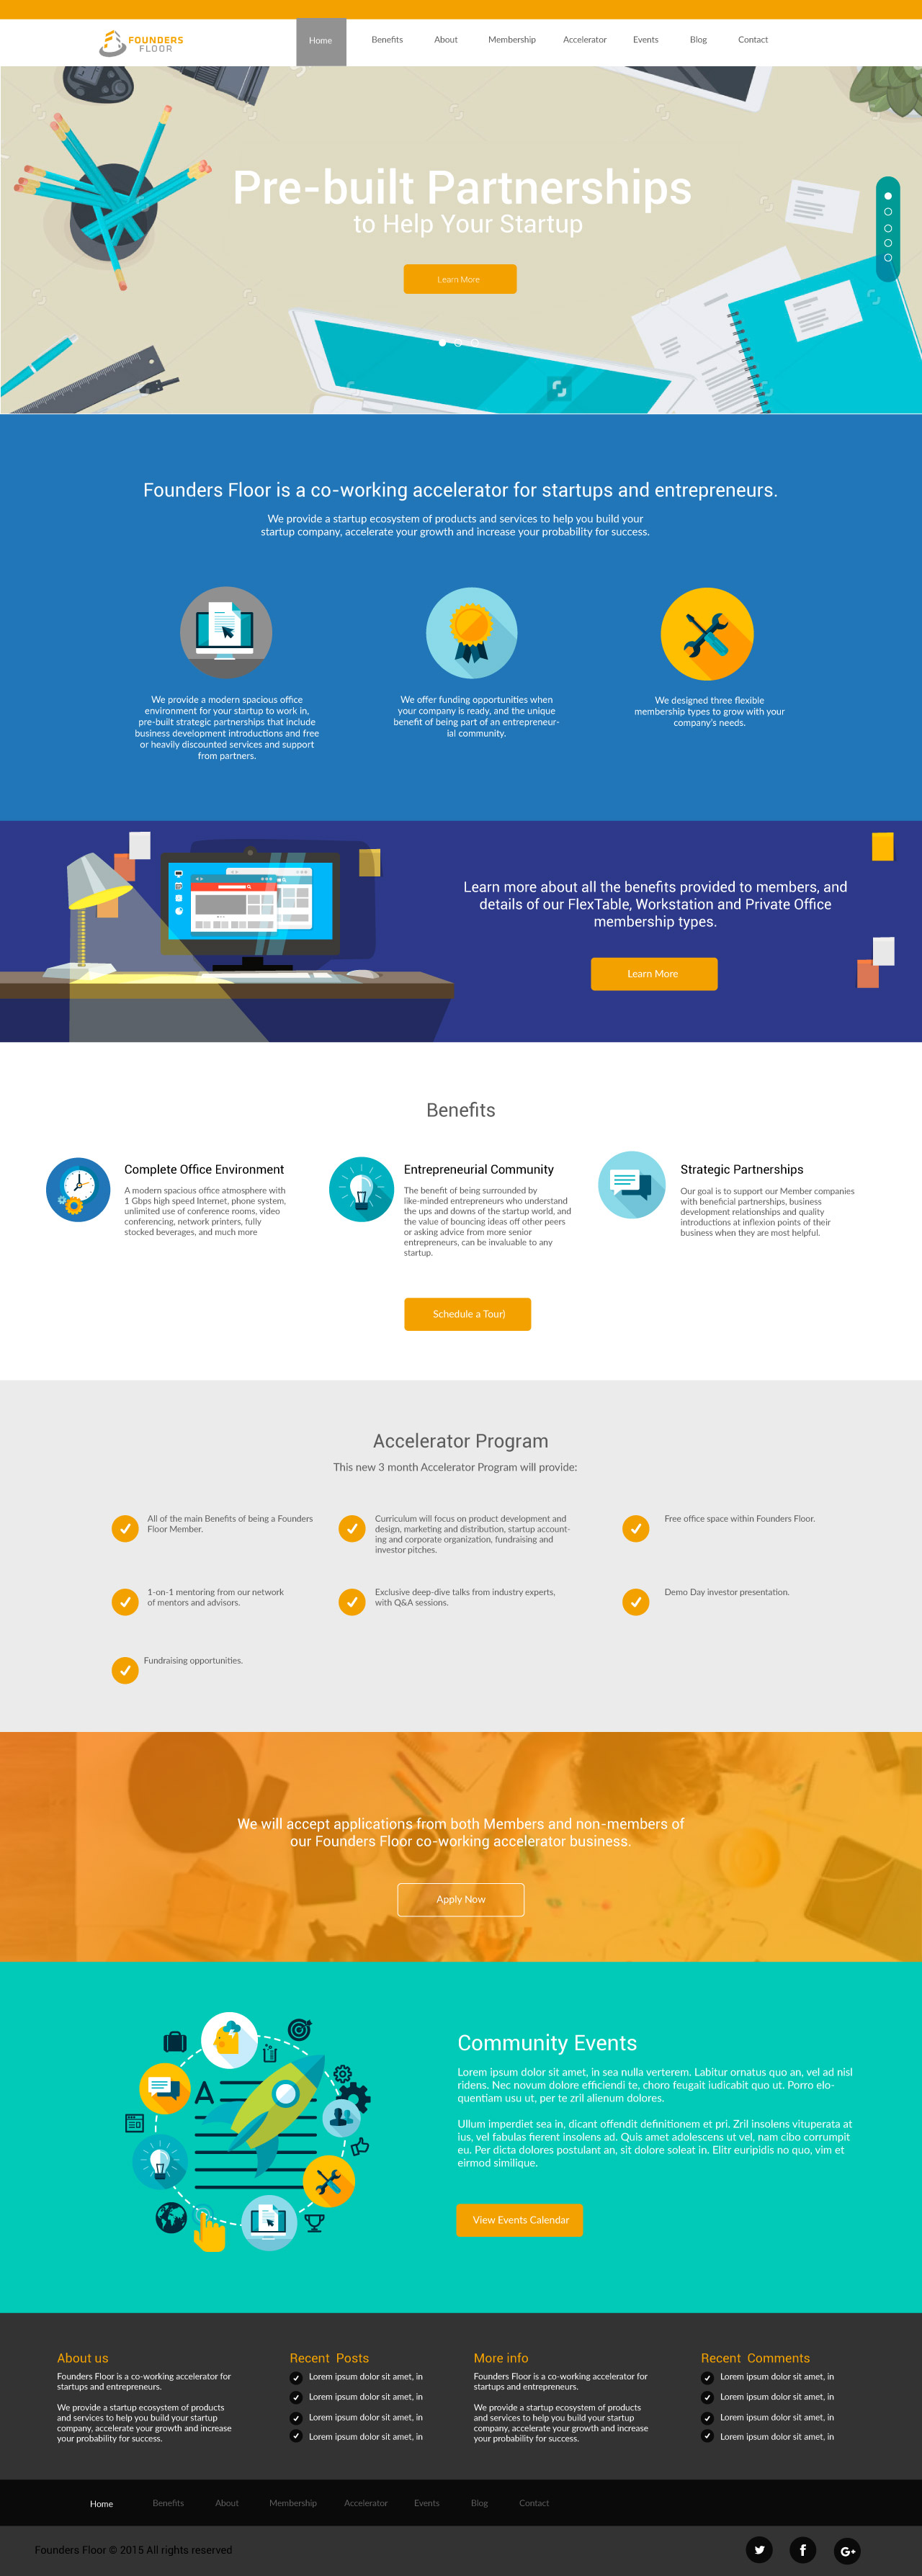 FOUNDERS
FLOOR
Home Benefits About Membership Accelerator Events Blog Contact
Pre-built Partnerships
to Help Your Startup
Learn More
Founders Floor is a co-working accelerator for startups and entrepreneurs.
We provide a startup ecosystem of products and services to help you build your
startup company, accelerate your growth and increase your probability for success.
We provide a modern spacious office
environment for your startup to work in,
pre-built strategic partnerships that include
business development introductions and free
or heavily discounted services and support
from partners.
We offer funding opportunities when
your company is ready, and the unique
benefit of being part of an entrepreneur-
ial community.
We designed three flexible
membership types to grow with your
company's needs.
Learn more about all the benefits provided to members, and
details of our FlexTable, Workstation and Private Office
membership types.
Learn More
Benefits
Complete Office Environment
A modern spacious office atmosphere with
1 Gbps high speed Internet, phone system,
unlimited use of conference rooms, video
conferencing, network printers, fully
stocked beverages, and much more
Entrepreneurial Community
The benefit of being surrounded by
like-minded entrepreneurs who understand
the ups and downs of the startup world, and
the value of bouncing ideas off other peers
or asking advice from more senior
entrepreneurs, can be invaluable to any
startup.
Strategic Partnerships
Our goal is to support our Member companies
with beneficial partnerships, business
development relationships and quality
introductions at inflexion points of their
business when they are most helpful.
Schedule a Tour)
Accelerator Program
This new 3 month Accelerator Program will provide:
All of the main Benefits of being a Founders
Floor Member.
Curriculum will focus on product development and
design, marketing and distribution, startup account-
ing and corporate organization, fundraising and
investor pitches.
Free office space within Founders Floor.
1-on-1 mentoring from our network
of mentors and advisors.
Exclusive deep-dive talks from industry experts,
with Q&A sessions.
Demo Day investor presentation.
Fundraising opportunities.
We will accept applications from both Members and non-members of
our Founders Floor co-working accelerator business.
Apply Now
A
Community Events
Lorem ipsum dolor sit amet, in sea nulla verterem. Labitur ornatus quo an, vel ad nisl
ridens. Nec novum dolore efficiendi te, choro feugait iudicabit quo ut. Porro elo-
quentiam usu ut, per te zril alienum dolores.
Ullum imperdiet sea in, dicant offendit definitionem et pri. Zril insolens vituperata at
ius, vel fabulas fierent insolens ad. Quis amet adolescens ut vel, nam cibo corrumpit
eu. Per dicta dolores postulant an, sit dolore soleat in. Elitr euripidis no quo, vim et
eirmod similique.
View Events Calendar
About us
Founders Floor is a co-working accelerator for
startups and entrepreneurs.
We provide a startup ecosystem of products
and services to help you build your startup
company, accelerate your growth and increase
your probability for success.
Recent Posts
Lorem ipsum dolor sit amet, in
Lorem ipsum dolor sit amet, in
Lorem ipsum dolor sit amet, in
Lorem ipsum dolor sit amet, in
More info
Founders Floor is a co-working accelerator for
startups and entrepreneurs.
We provide a startup ecosystem of products
and services to help you build your startup
company, accelerate your growth and increase
your probability for success.
Recent Comments
Lorem ipsum dolor sit amet, in
Lorem ipsum dolor sit amet, in
Lorem ipsum dolor sit amet, in
Lorem ipsum dolor sit amet, in
Home Benefits About Membership Accelerator Events Blog Contact
Founders Floor © 2015 All rights reserved
f G+